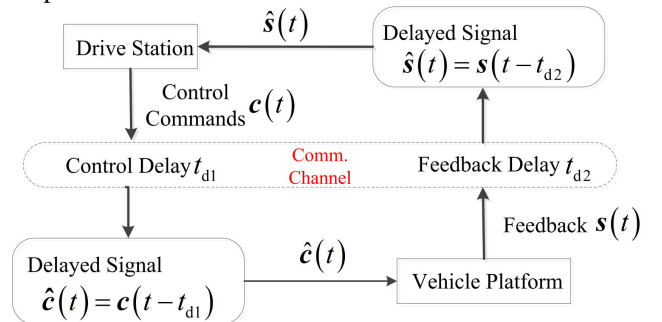 ŝ(t)
Delayed Signal
ŝ(t) = s(t − t_d2)
Drive Station
Control
Commands c(t)
Control Delay t_d1
Comm.
Channel
Feedback Delay t_d2
Feedback s(t)
Delayed Signal
ĉ(t) = c(t − t_d1)
ĉ(t)
Vehicle Platform